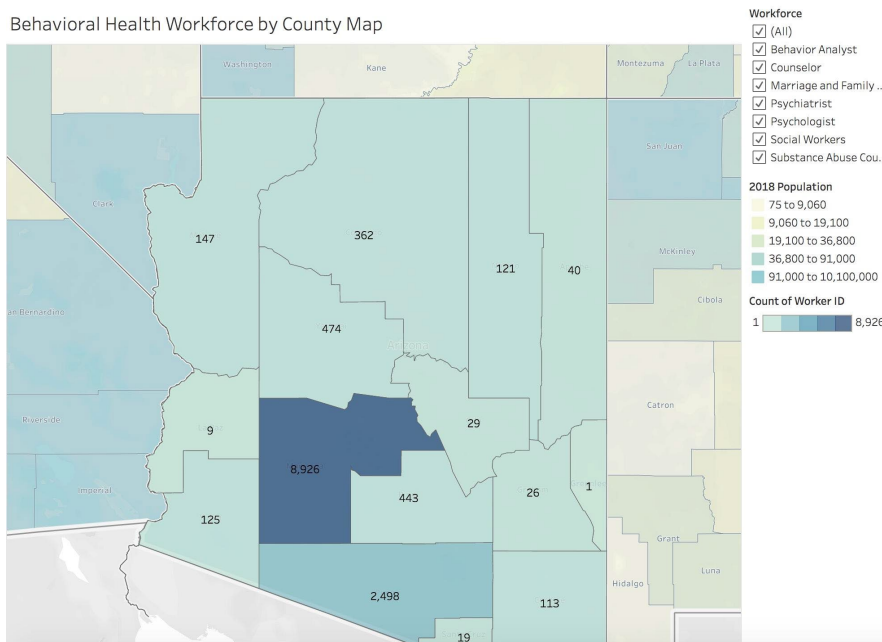 Behavioral Health Workforce by County Map
Washington
Kane
Montezuma
La Plata
San Juan
Clark
147
362
121
40
McKinley
Cibola
an Bernardino
474
Arizona
Riverside
Catron
9
29
8,926
Imperial
443
26
1
125
Grant
Luna
Hidalgo
2,498
113
19
Workforce
(All)
Behavior Analyst
Counselor
Marriage and Family ..
Psychiatrist
Psychologist
Social Workers
Substance Abuse Cou.
2018 Population
75 to 9,060
9,060 to 19,100
19,100 to 36,800
36,800 to 91,000
91,000 to 10,100,000
Count of Worker ID
1
8,926